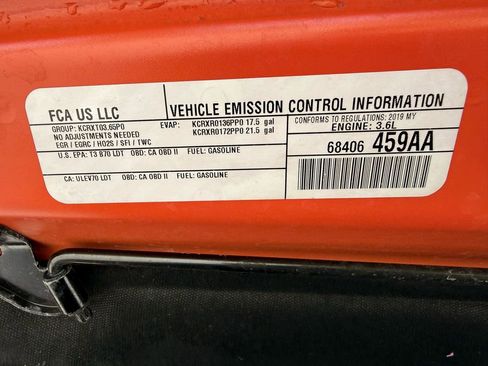 FCA US LLC
VEHICLE EMISSION CONTROL INFORMATION
GROUP: KCRXT03.65P0
EVAP: KCRXR0136PP0 17.5 gal
CONFORMS TO REGULATIONS: 2019 MY
NO ADJUSTMENTS NEEDED
KCRXR0172PP0 21.5 gal
ENGINE: 3.6L
EGR / EGRC / HO2S / SFI / TWC
U.S. EPA: T3 B70 LDT OBD: CA OBD II FUEL: GASOLINE
68406 459AA
CA: ULEV70 LDT OBD: CA OBD II FUEL: GASOLINE